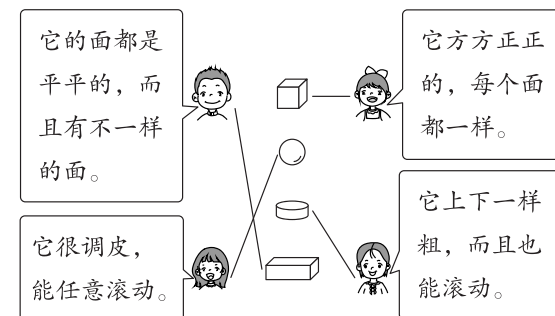 它的面都是
平平的，而
且有不一样
的面。
它方方正正
的，每个面
都一样。
它很调皮，
能任意滚动。
它上下一样
粗，而且也
能滚动。